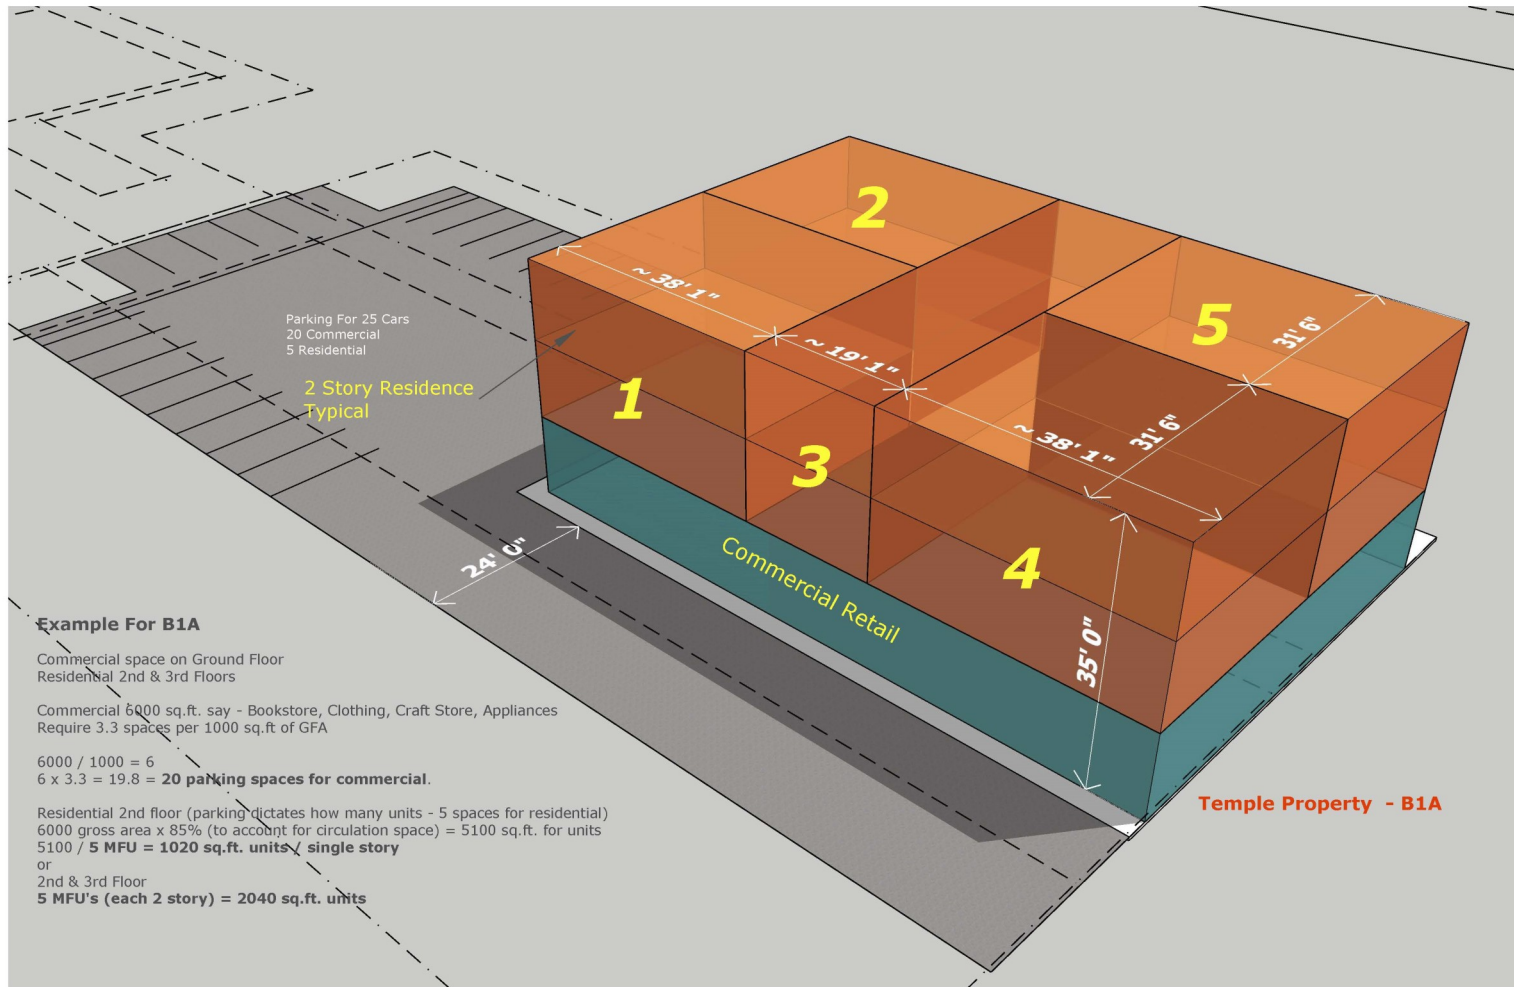 2
5
~ 38' 1"
31' 6"
Parking For 25 Cars
20 Commercial
5 Residential
~ 19' 1"
2 Story Residence
Typical
1
31' 6"
~ 38' 1"
3
4
24' 0"
Commercial Retail
35' 0"
Example For B1A
Commercial space on Ground Floor
Residential 2nd & 3rd Floors
Commercial 6000 sq.ft. say - Bookstore, Clothing, Craft Store, Appliances
Require 3.3 spaces per 1000 sq.ft of GFA
6000 / 1000 = 6
6 x 3.3 = 19.8 = 20 parking spaces for commercial.
Temple Property - B1A
Residential 2nd floor (parking dictates how many units - 5 spaces for residential)
6000 gross area x 85% (to account for circulation space) = 5100 sq.ft. for units
5100 / 5 MFU = 1020 sq.ft. units / single story
or
2nd & 3rd Floor
5 MFU's (each 2 story) = 2040 sq.ft. units